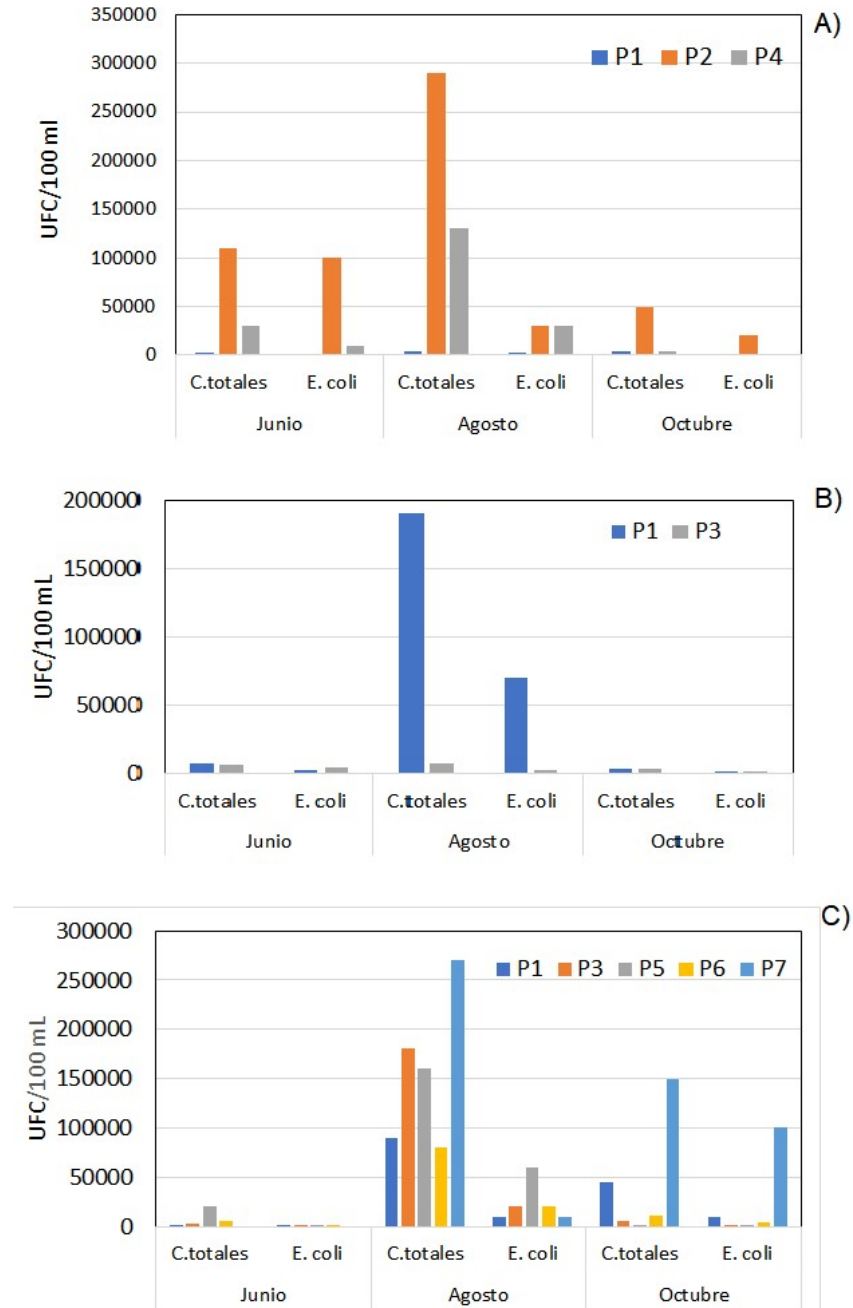 A)
350000
P1 P2 P4
300000
250000
200000
150000
100000
50000
0
UFC/100 ml
C.totales E. coli C.totales E. coli C.totales E. coli
Junio Agosto Octubre
B)
200000
P1 P3
150000
100000
50000
0
UFC/100 mL
C.totales E. coli C.totales E. coli C.totales E. coli
Junio Agosto Octubre
C)
300000
P1 P3 P5 P6 P7
250000
200000
150000
100000
50000
0
UFC/100 mL
C.totales E. coli C.totales E. coli C.totales E. coli
Junio Agosto Octubre